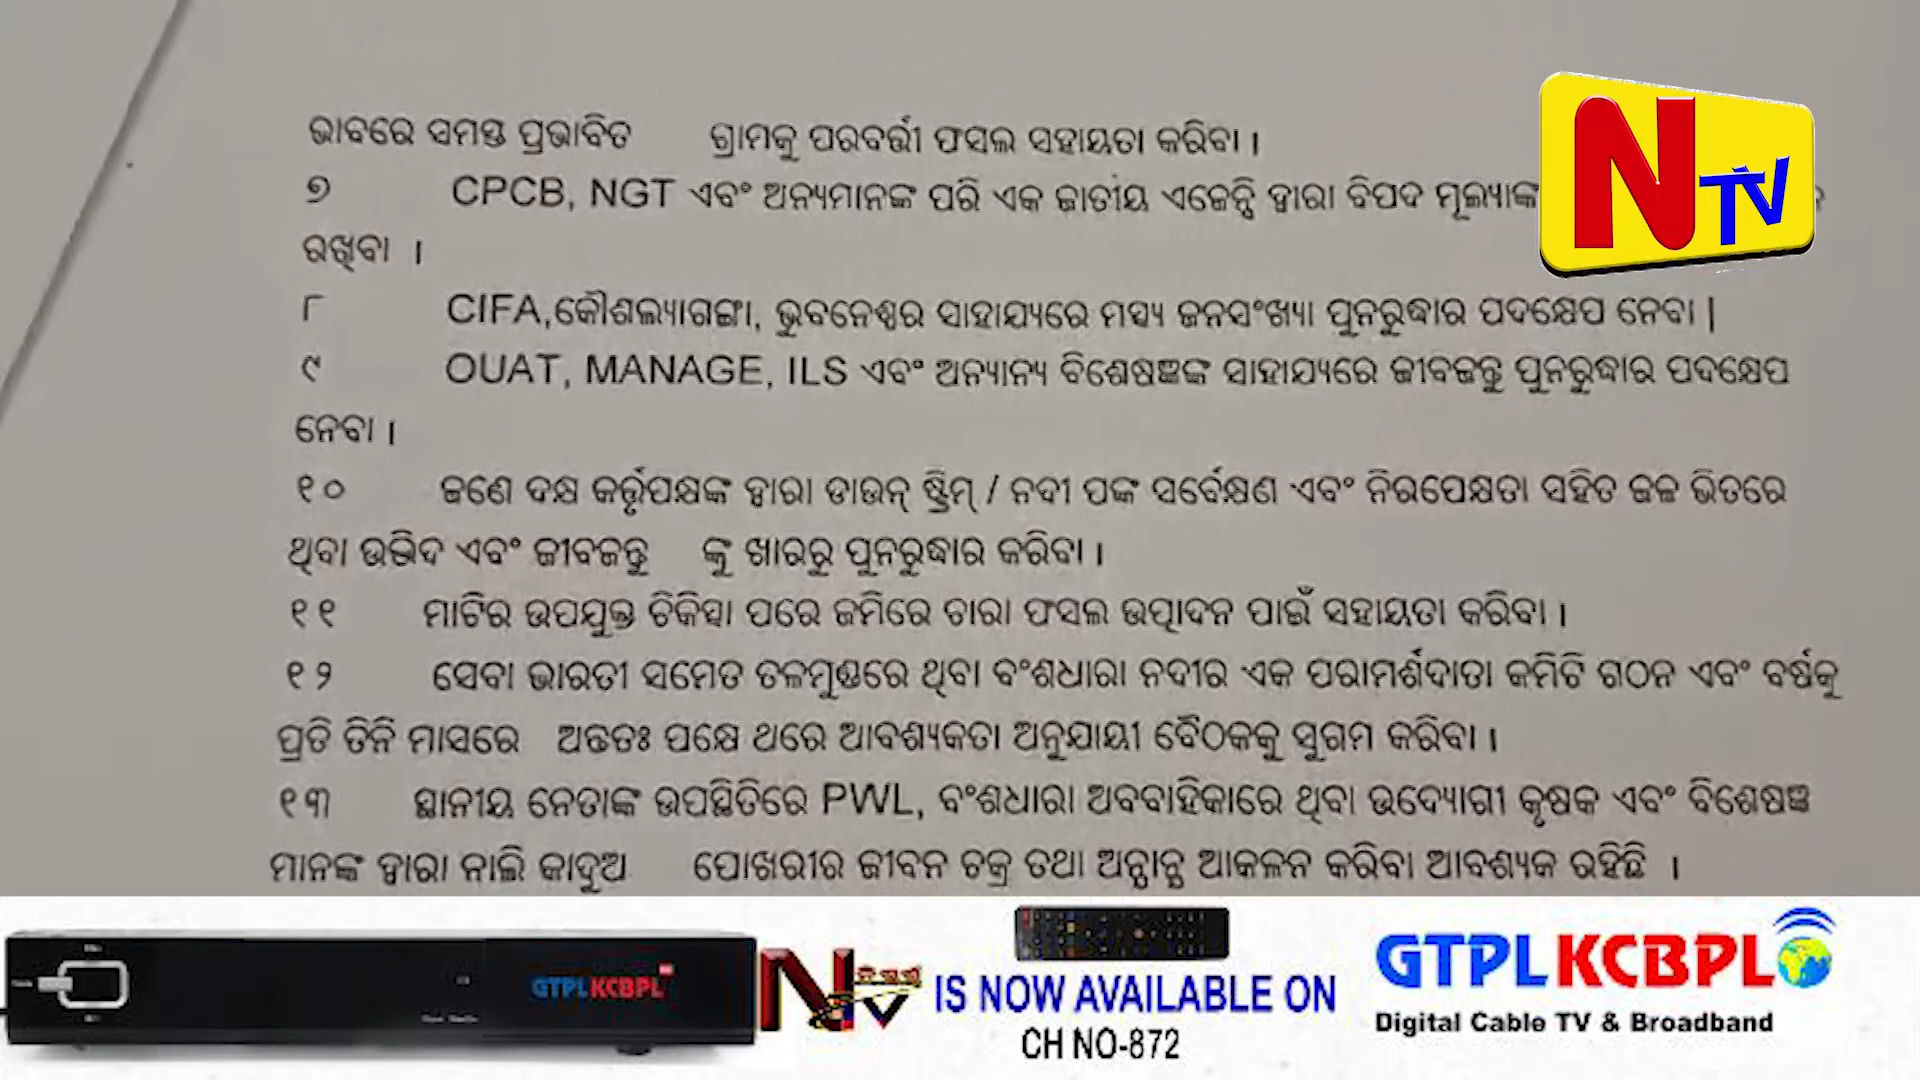 ଭାବରେ ସମସ୍ତ ପ୍ରଭାବିତ ଗ୍ରାମକୁ ପରବର୍ତ୍ତୀ ଫସଲ ସହାୟତା କରିବା ।
୭ CPCB, NGT ଏବଂ ଅନ୍ୟମାନଙ୍କ ପରି ଏକ ଜାତୀୟ ଏଜେନ୍ସି ଦ୍ୱାରା ବିପଦ ମୂଲ୍ୟାଙ୍କ
ରଖିବା ।
୮ CIFA,କୌଶଲ୍ୟାଗଙ୍ଗା, ଭୁବନେଶ୍ୱର ସାହାଯ୍ୟରେ ମତ୍ସ୍ୟ ଜନସଂଖ୍ୟା ପୁନରୁଦ୍ଧାର ପଦକ୍ଷେପ ନେବା |
୯ OUAT, MANAGE, ILS ଏବଂ ଅନ୍ୟାନ୍ୟ ବିଶେଷଜ୍ଞଙ୍କ ସାହାଯ୍ୟରେ ଜୀବଜନ୍ତୁ ପୁନରୁଦ୍ଧାର ପଦକ୍ଷେପ
ନେବା ।
୧୦ ଜଣେ ଦକ୍ଷ କର୍ତ୍ତୃପକ୍ଷଙ୍କ ଦ୍ୱାରା ଡାଉନ୍ ଷ୍ଟ୍ରିମ୍ / ନଦୀ ପଙ୍କ ସର୍ବେକ୍ଷଣ ଏବଂ ନିରପେକ୍ଷତା ସହିତ ଜଳ ଭିତରେ
ଥିବା ଉଦ୍ଭିଦ ଏବଂ ଜୀବଜନ୍ତୁ ଙ୍କୁ ଖାରରୁ ପୁନରୁଦ୍ଧାର କରିବା ।
୧୧ ମାଟିର ଉପଯୁକ୍ତ ଚିକିତ୍ସା ପରେ ଜମିରେ ଚାରା ଫସଲ ଉତ୍ପାଦନ ପାଇଁ ସହାୟତା କରିବା ।
୧୨ ସେବା ଭାରତୀ ସମେତ ତଳମୁଣ୍ଡରେ ଥିବା ବଂଶଧାରା ନଦୀର ଏକ ପରାମର୍ଶଦାତା କମିଟି ଗଠନ ଏବଂ ବର୍ଷକୁ
ପ୍ରତି ତିନି ମାସରେ ଅନ୍ତତଃ ପକ୍ଷେ ଥରେ ଆବଶ୍ୟକତା ଅନୁଯାୟୀ ବୈଠକକୁ ସୁଗମ କରିବା ।
୧୩ ସ୍ଥାନୀୟ ନେତାଙ୍କ ଉପସ୍ଥିତିରେ PWL, ବଂଶଧାରା ଅବବାହିକାରେ ଥିବା ଉଦ୍ୟୋଗୀ କୃଷକ ଏବଂ ବିଶେଷଜ୍ଞ
ମାନଙ୍କ ଦ୍ୱାରା ନାଲି କାଦୁଅ ପୋଖରୀର ଜୀବନ ଚକ୍ର ତଥା ଆକଳନ କରିବା ଆବଶ୍ୟକ ରହିଛି ।
NTV
GTPLKCBPL
IS NOW AVAILABLE ON
CH NO-872
GTPLKCBPL
Digital Cable TV & Broadband